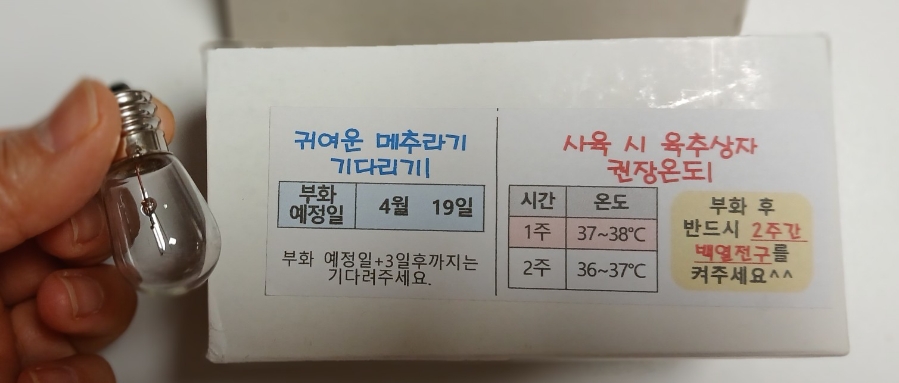 귀여운 메추라기
기다리기!
부화
예정일
4월 19일
부화 예정일+3일후까지는
기다려주세요.
사육 시 육추상자
권장온도!
시간 온도
1주 37~38℃
2주 36~37℃
부화 후
반드시 2주간
백열전구를
켜주세요^^